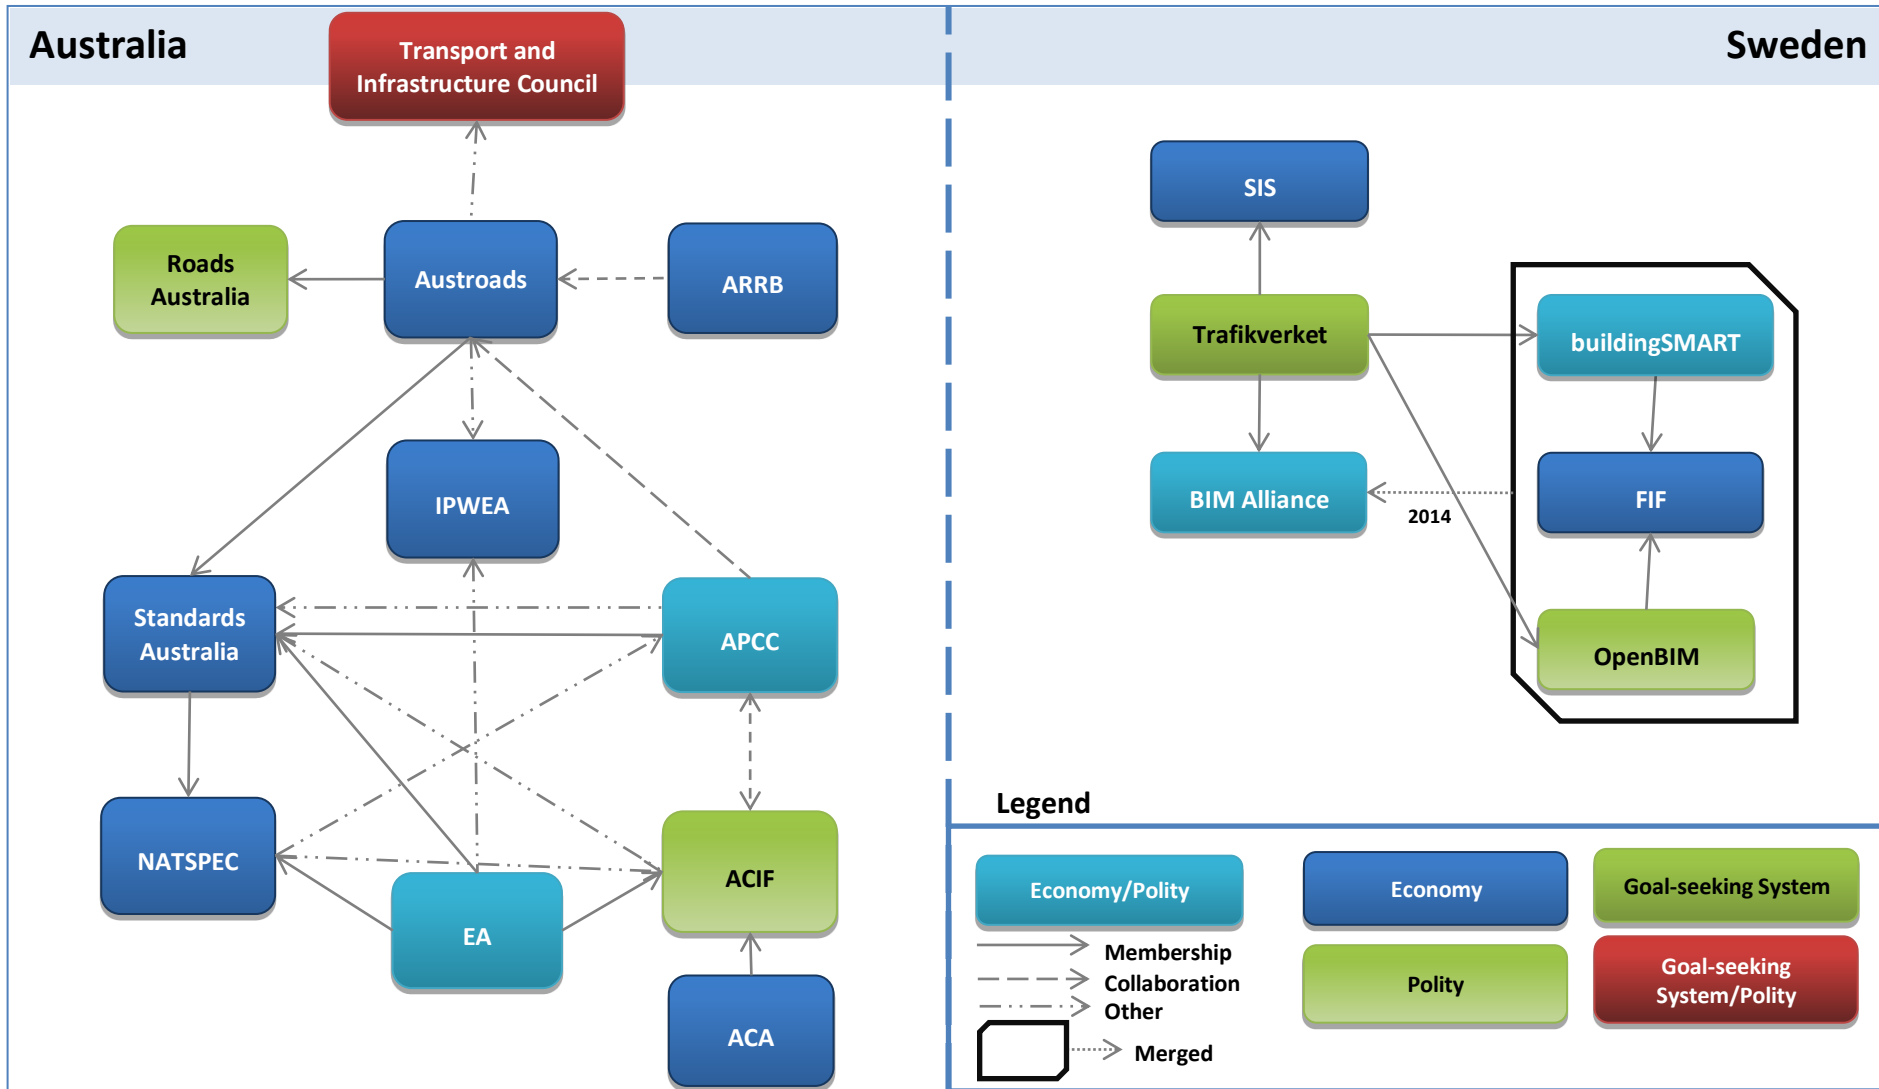 Australia
Sweden
Transport and
Infrastructure Council
SIS
Roads
Australia
Austroads
ARRB
Trafikverket
buildingSMART
IPWEA
BIM Alliance
2014
FIF
Standards
Australia
APCC
OpenBIM
NATSPEC
EA
ACIF
ACA
Legend
Economy/Polity
Economy
Goal-seeking System
Membership
Collaboration
Other
Merged
Polity
Goal-seeking
System/Polity